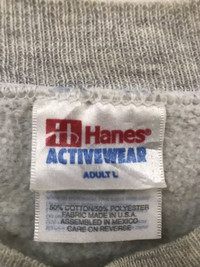 Hanes®
ACTIVEWEAR
ADULT L
50% COTTON/50% POLYESTER
FABRIC MADE IN U.S.A.
ASSEMBLED IN MEXICO
CARE ON REVERSE